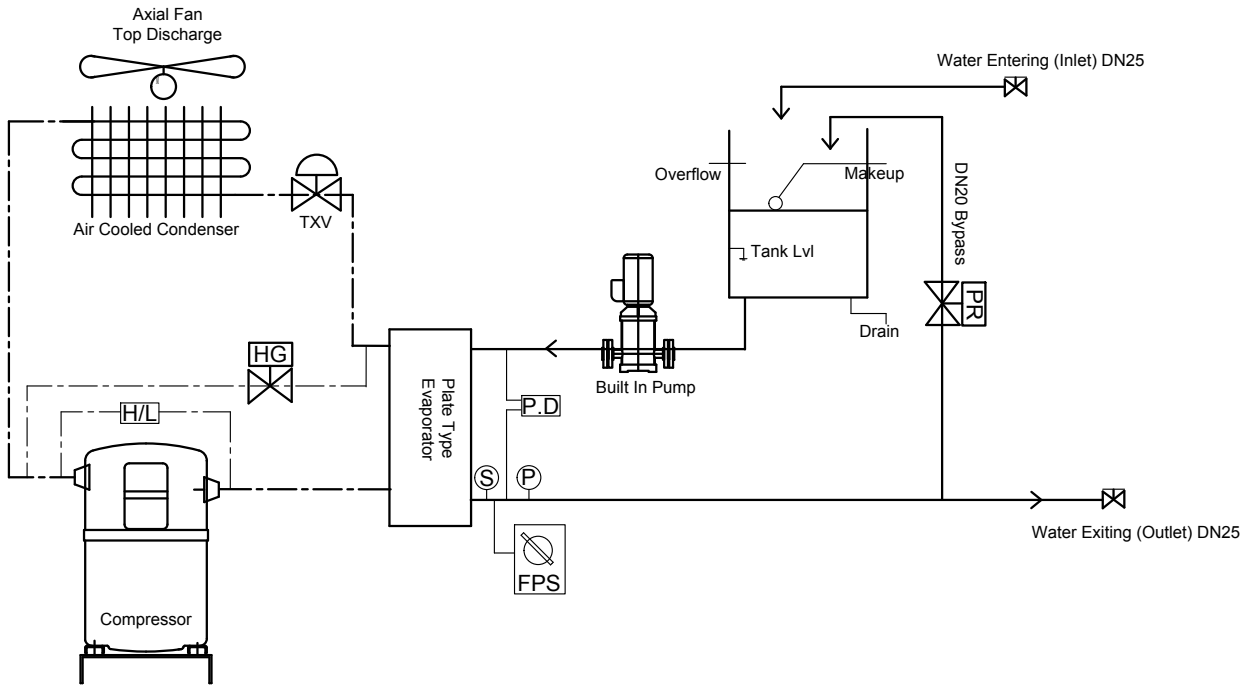 Axial Fan
Top Discharge
Water Entering (Inlet) DN25
Overflow
Makeup
DN20 Bypass
TXV
Air Cooled Condenser
Tank Lvl
PR
Drain
HG
Built In Pump
Plate Type
Evaporator
H/L
P.D
S
P
Water Exiting (Outlet) DN25
FPS
Compressor